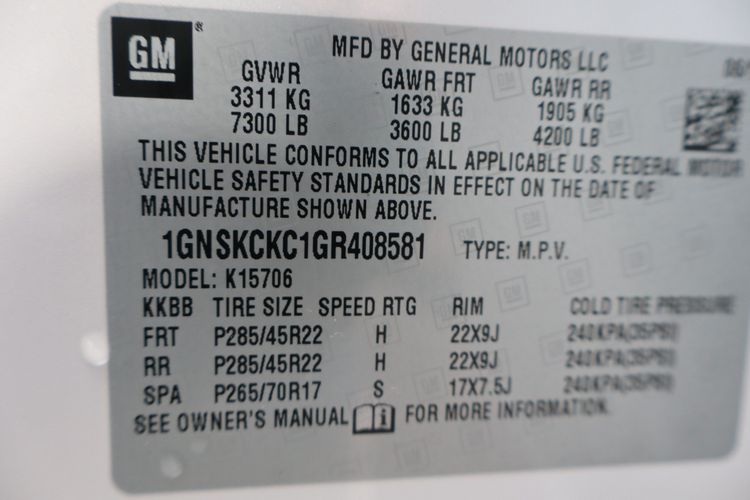 GM®
MFD BY GENERAL MOTORS LLC
GVWR GAWR FRT GAWR RR
3311 KG 1633 KG 1905 KG
7300 LB 3600 LB 4200 LB
THIS VEHICLE CONFORMS TO ALL APPLICABLE U.S. FEDERAL MOTOR
VEHICLE SAFETY STANDARDS IN EFFECT ON THE DATE OF
MANUFACTURE SHOWN ABOVE.
1GNSKCKC1GR408581 TYPE: M.P.V.
MODEL: K15706
KKBB TIRE SIZE SPEED RTG RIM COLD TIRE PRESSURE
FRT P285/45R22 H 22X9J 240KPA(35PSI)
RR P285/45R22 H 22X9J 240KPA(35PSI)
SPA P265/70R17 S 17X7.5J 240KPA(35PSI)
SEE OWNER'S MANUAL FOR MORE INFORMATION.